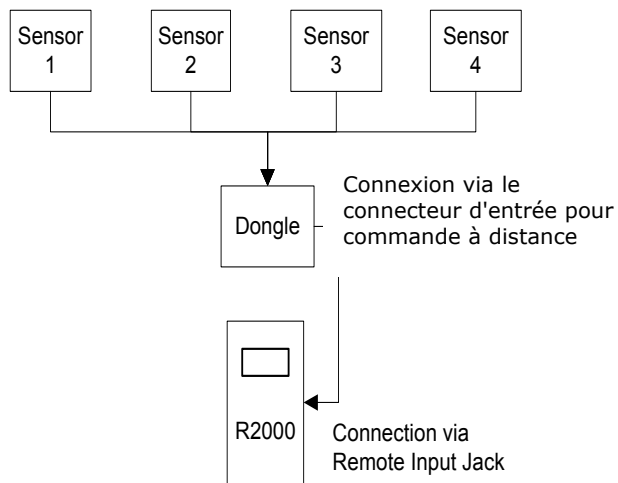 Sensor
1
Sensor
2
Sensor
3
Sensor
4
Dongle
Connexion via le
connecteur d'entrée pour
commande à distance
R2000
Connection via
Remote Input Jack